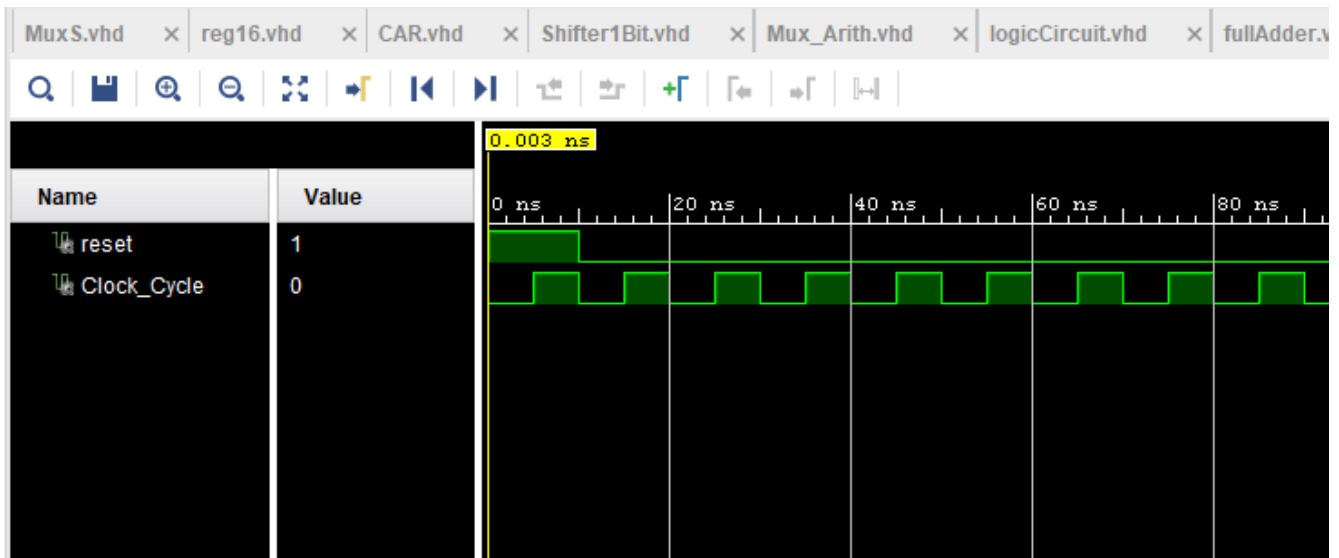 MuxS.vhd × reg16.vhd × CAR.vhd × Shifter1Bit.vhd × Mux_Arith.vhd × logicCircuit.vhd × fullAdder.v
0.003 ns
Name Value
0 ns 20 ns 40 ns 60 ns 80 ns
reset 1
Clock_Cycle 0